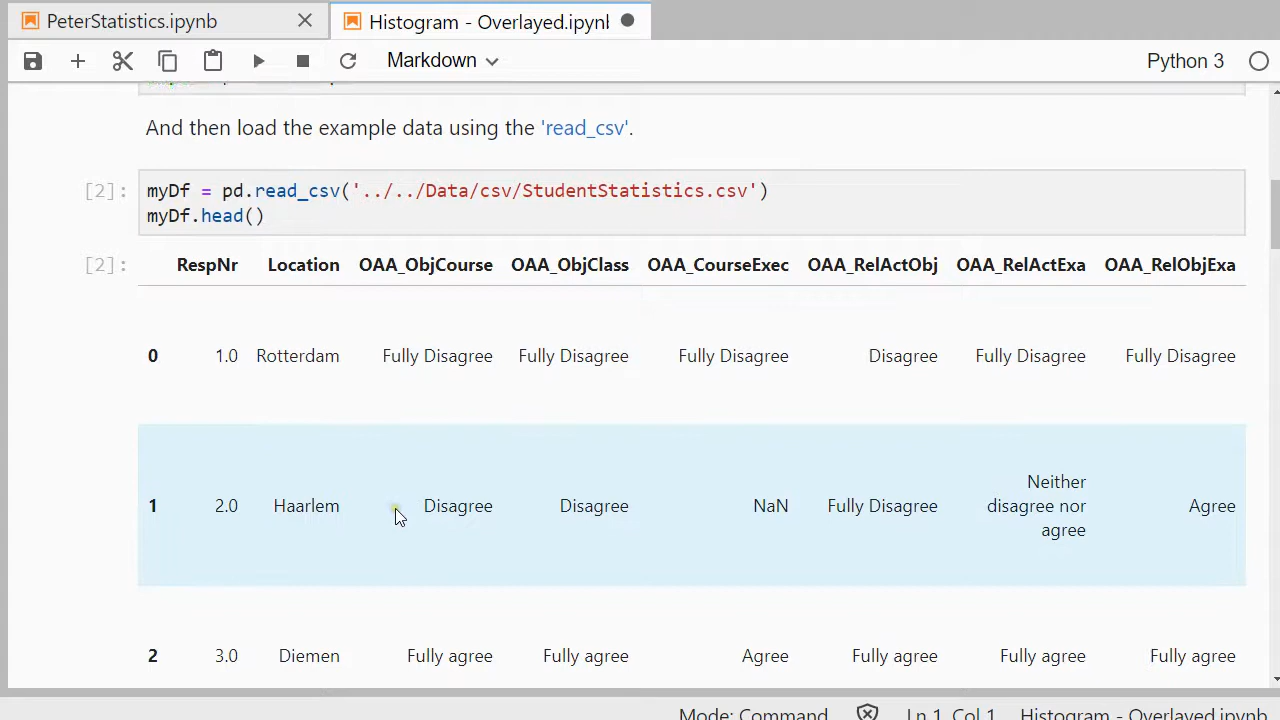 PeterStatistics.ipynb
Histogram - Overlayed.ipynb
Markdown
Python 3
And then load the example data using the 'read_csv'.
[2]: myDf = pd.read_csv('../../Data/csv/StudentStatistics.csv')
myDf.head()
[2]: RespNr Location OAA_ObjCourse OAA_ObjClass OAA_CourseExec OAA_RelActObj OAA_RelActExa OAA_RelObjExa
0 1.0 Rotterdam Fully Disagree Fully Disagree Fully Disagree Disagree Fully Disagree Fully Disagree
1 2.0 Haarlem Disagree Disagree NaN Fully Disagree Neither disagree nor agree Agree
2 3.0 Diemen Fully agree Fully agree Agree Fully agree Fully agree Fully agree
Mode: Command Ln 1, Col 1 Histogram - Overlayed.ipynb